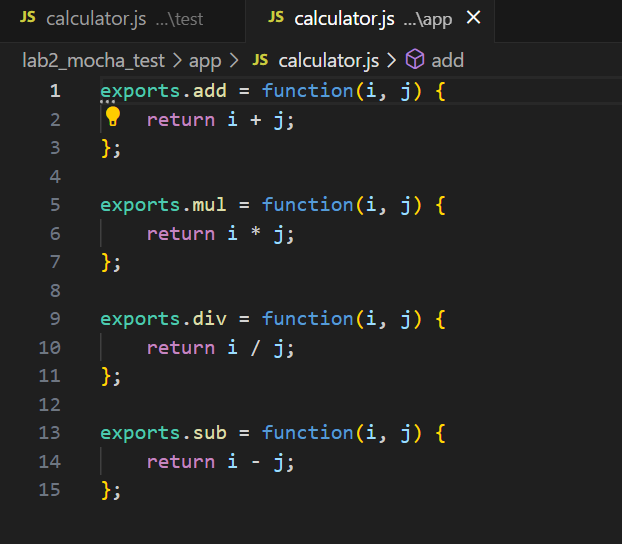 JS calculator.js ...\test JS calculator.js ...\app ×
lab2_mocha_test > app > JS calculator.js > add
1 exports.add = function(i, j) {
2     return i + j;
3 };
4
5 exports.mul = function(i, j) {
6     return i * j;
7 };
8
9 exports.div = function(i, j) {
10     return i / j;
11 };
12
13 exports.sub = function(i, j) {
14     return i - j;
15 };